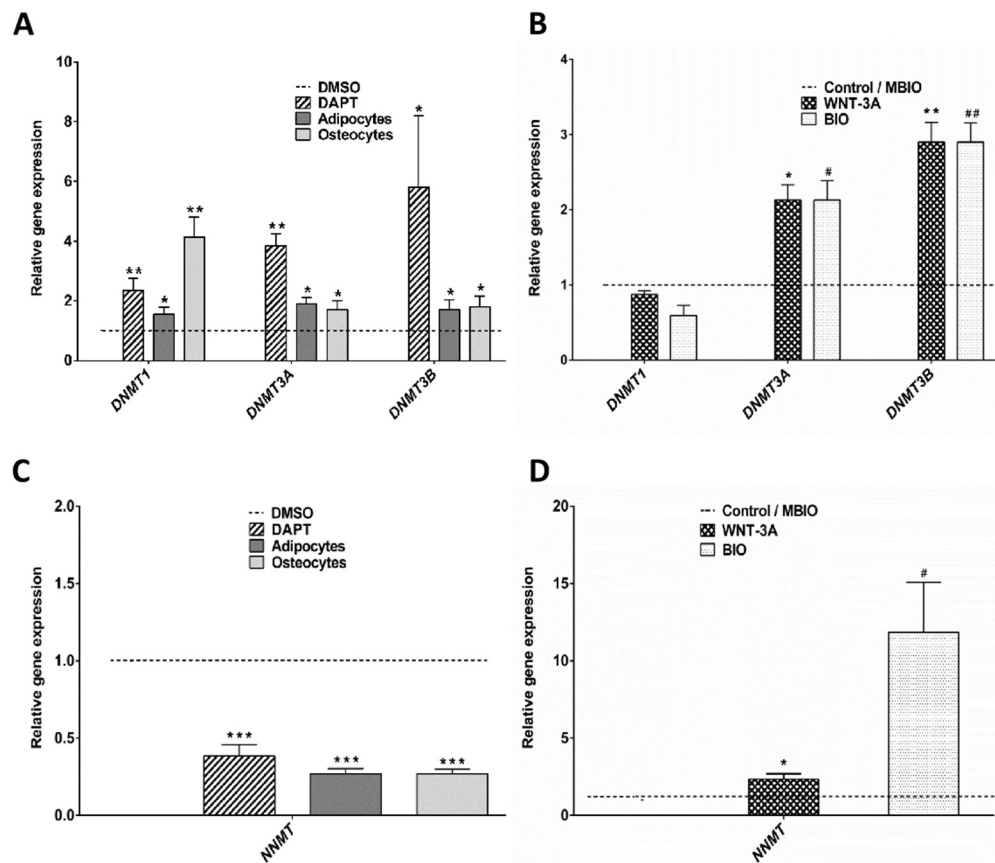 A
Relative gene expression
10
8
6
4
2
0
DMSO
DAPT
Adipocytes
Osteocytes
**
*
**
**
*
*
*
*
*
DNMT1
DNMT3A
DNMT3B
B
Relative gene expression
4
3
2
1
0
Control / MBIO
WNT-3A
BIO
*
#
**
##
DNMT1
DNMT3A
DNMT3B
C
Relative gene expression
2.0
1.5
1.0
0.5
0.0
DMSO
DAPT
Adipocytes
Osteocytes
***
***
***
NNMT
D
Relative gene expression
20
15
10
5
0
Control / MBIO
WNT-3A
BIO
*
#
NNMT